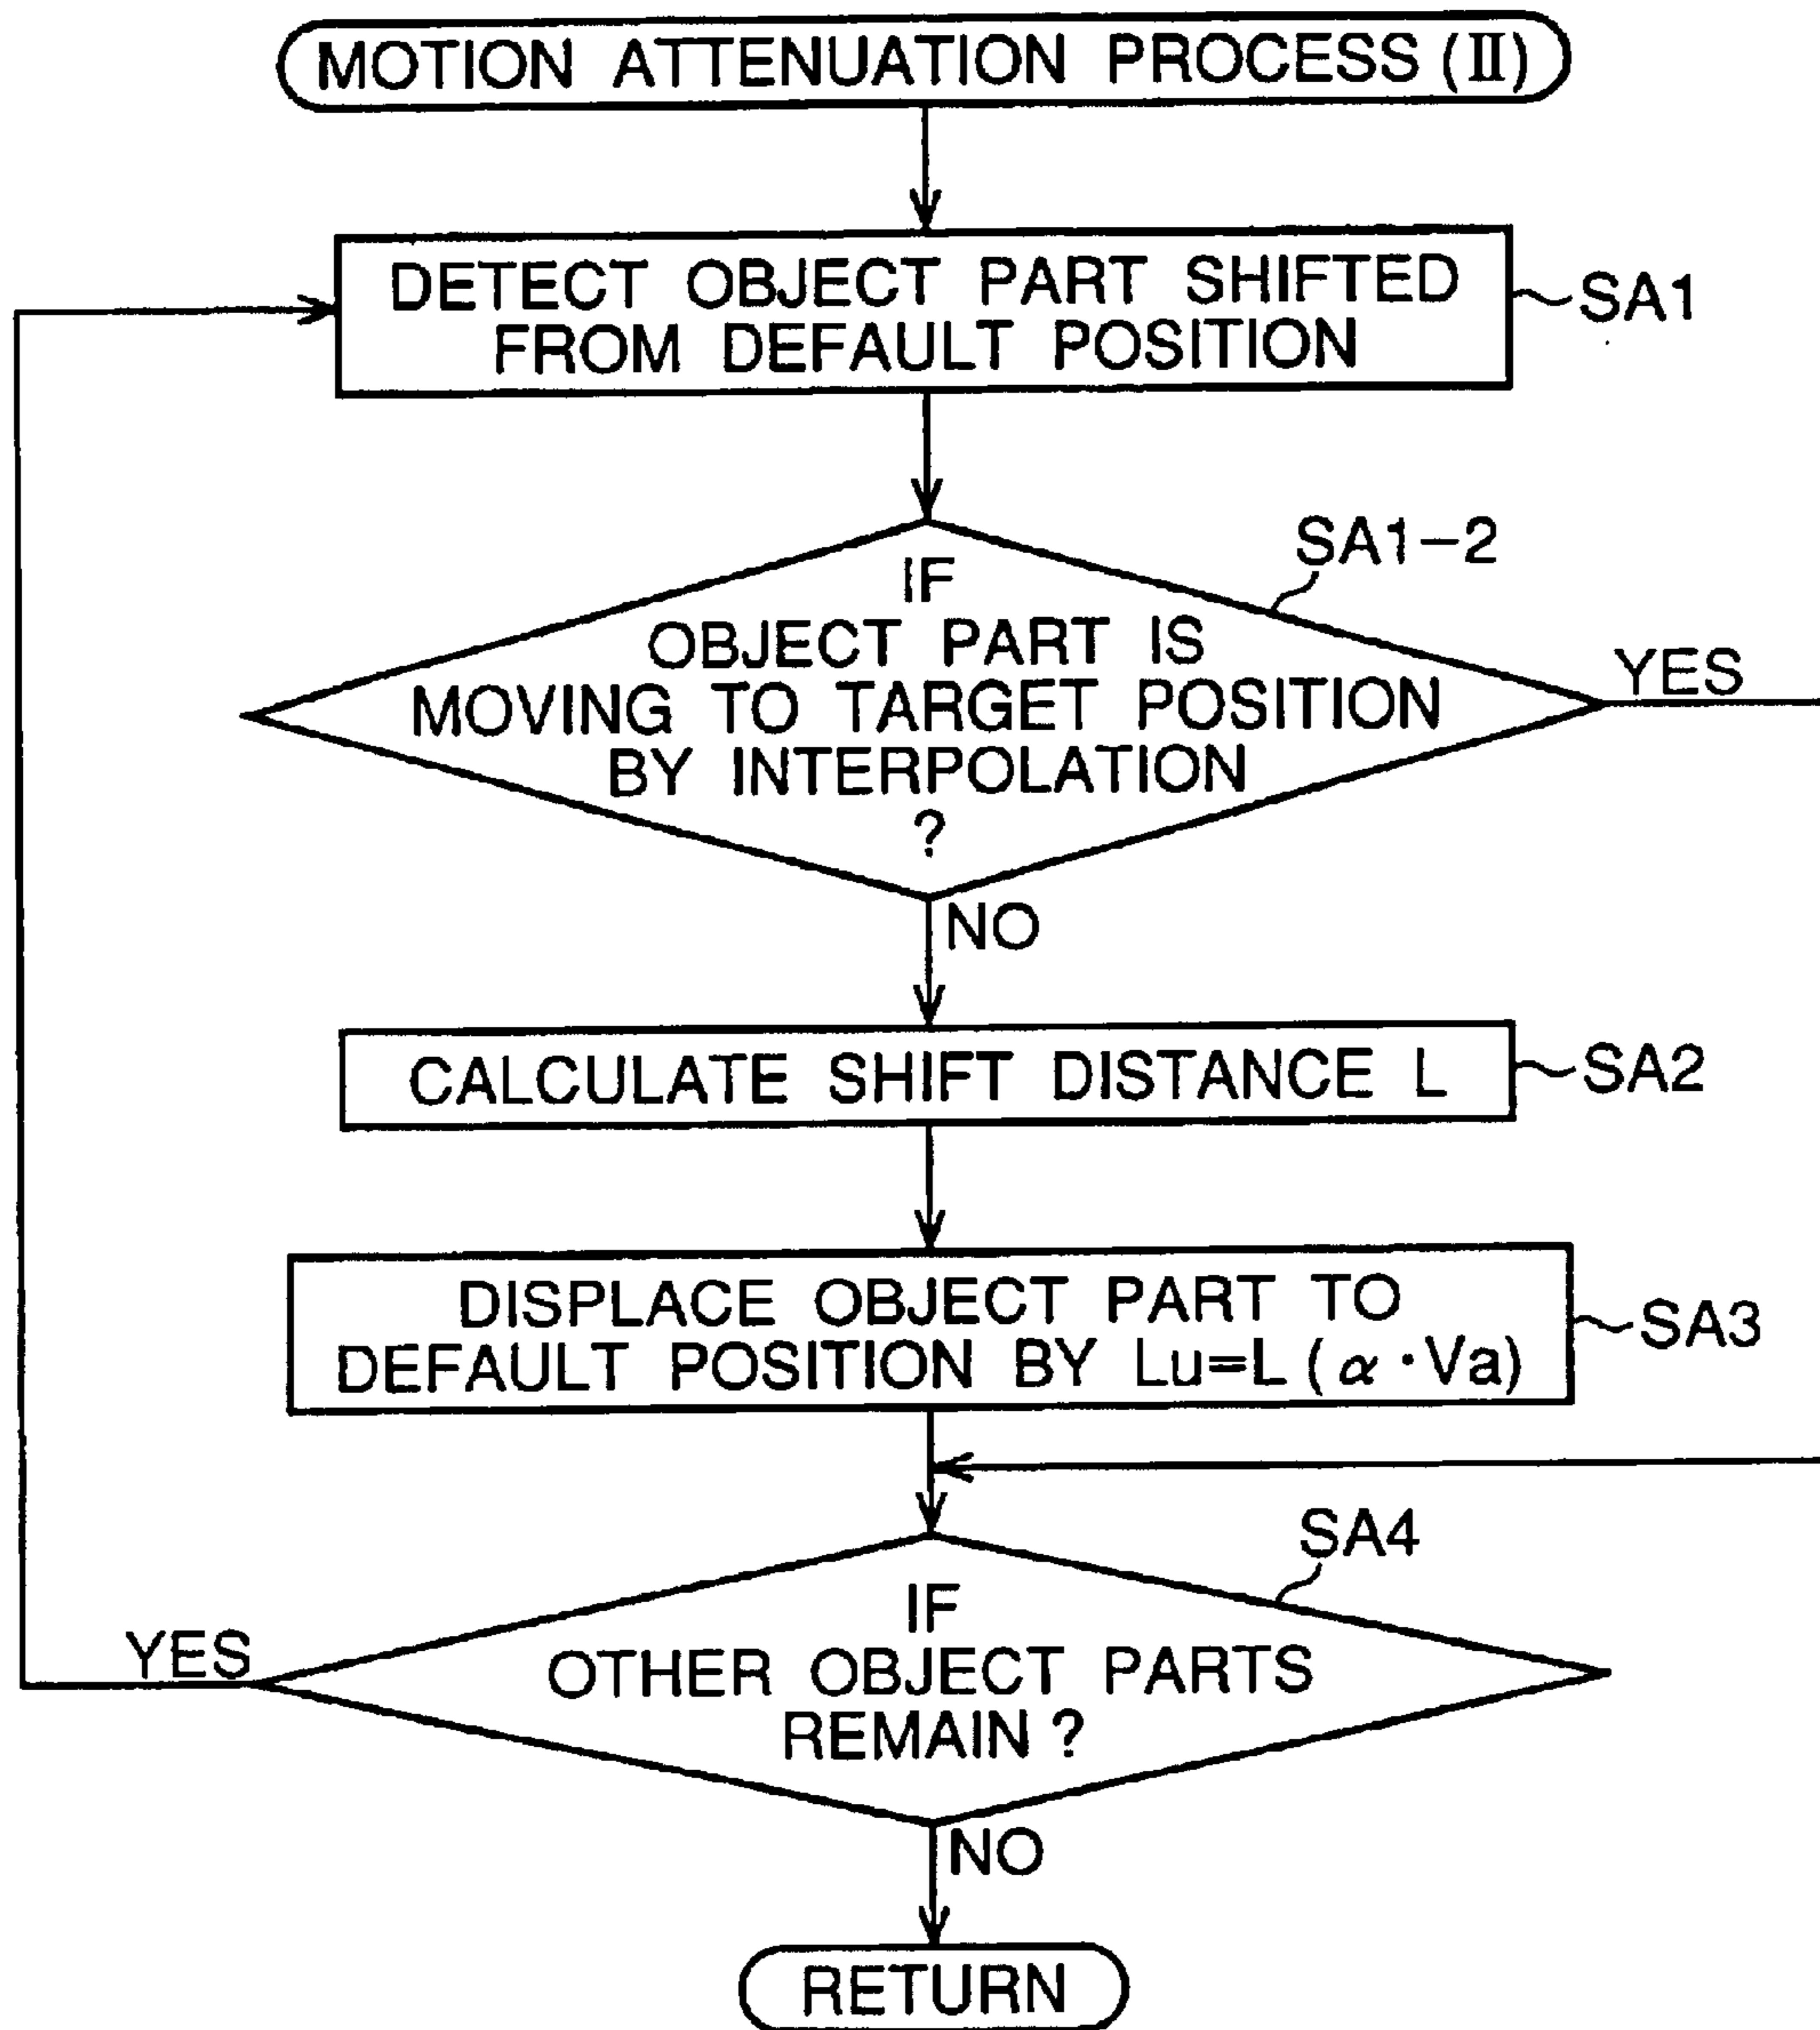 MOTION ATTENUATION PROCESS (II)
DETECT OBJECT PART SHIFTED
FROM DEFAULT POSITION
SA1
SA1-2
IF
OBJECT PART IS
MOVING TO TARGET POSITION
BY INTERPOLATION
?
YES
NO
CALCULATE SHIFT DISTANCE L
SA2
DISPLACE OBJECT PART TO
DEFAULT POSITION BY Lu=L (α·Va)
SA3
SA4
IF
OTHER OBJECT PARTS
REMAIN ?
YES
NO
RETURN